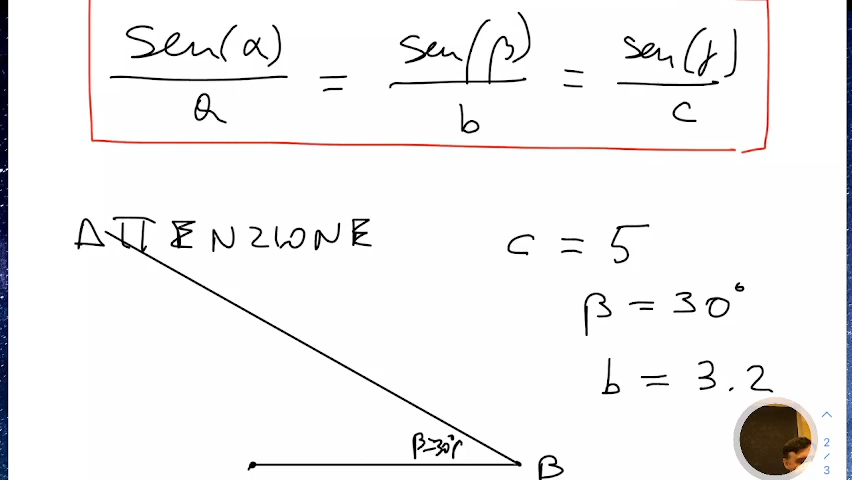 sen(α)/a = sen(β)/b = sen(γ)/c
ATTENZIONE
c = 5
β = 30°
b = 3.2
β=30°
B
2
/
3